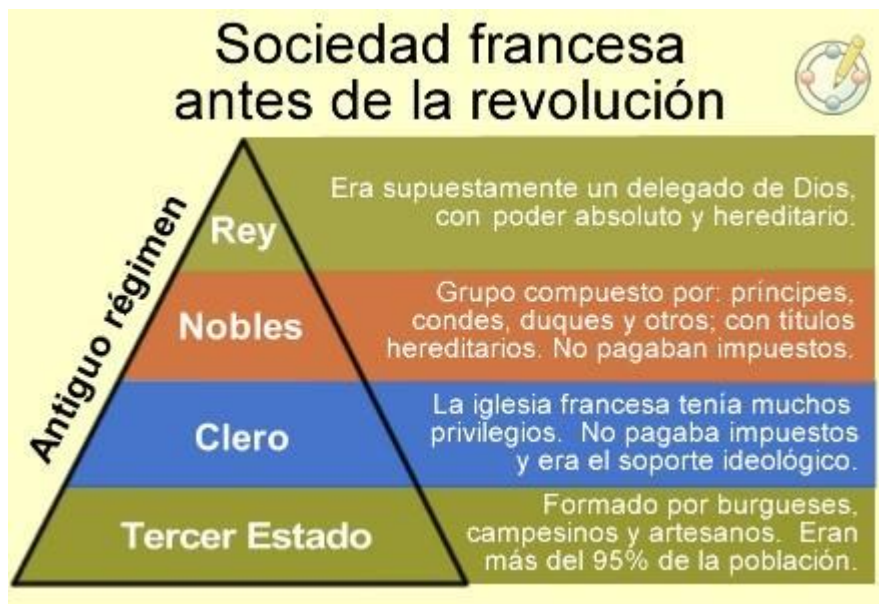 Sociedad francesa
antes de la revolución
Antiguo régimen
Rey
Era supuestamente un delegado de Dios,
con poder absoluto y hereditario.
Nobles
Grupo compuesto por: príncipes,
condes, duques y otros; con títulos
hereditarios. No pagaban impuestos.
Clero
La iglesia francesa tenía muchos
privilegios. No pagaba impuestos
y era el soporte ideológico.
Tercer Estado
Formado por burgueses,
campesinos y artesanos. Eran
más del 95% de la población.